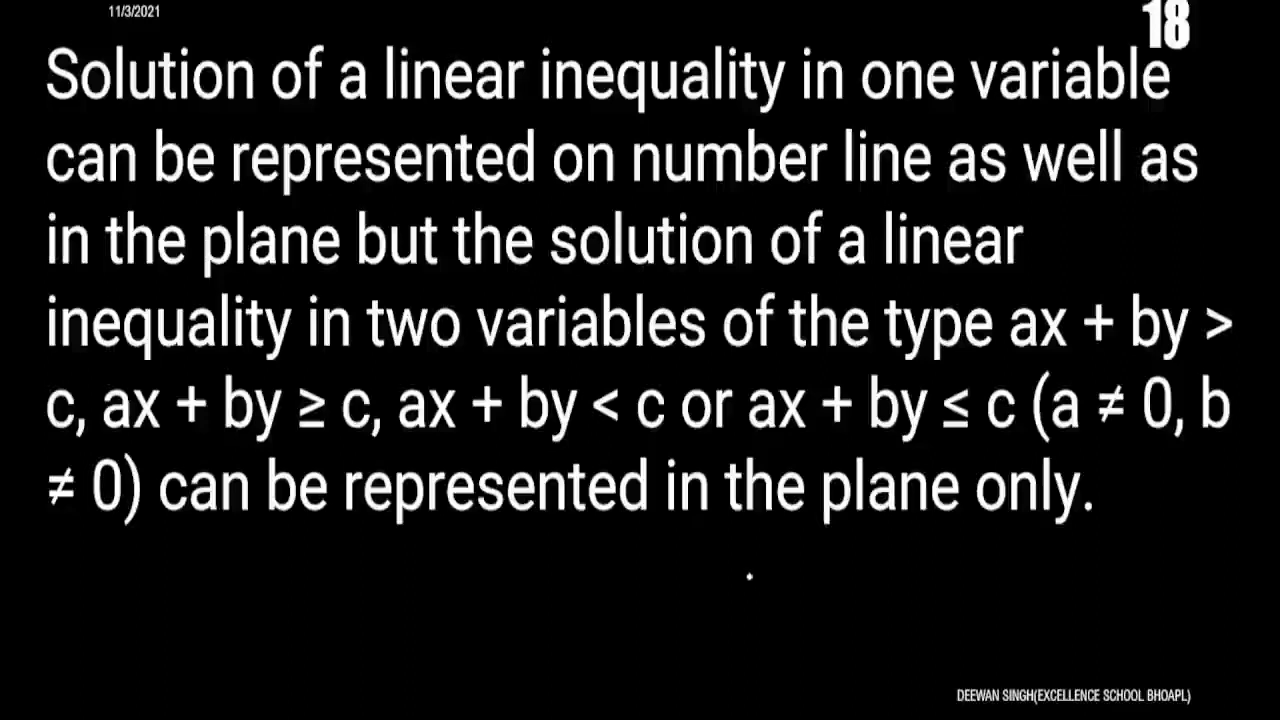 11/3/2021
18
Solution of a linear inequality in one variable
can be represented on number line as well as
in the plane but the solution of a linear
inequality in two variables of the type ax + by >
c, ax + by ≥ c, ax + by < c or ax + by ≤ c (a ≠ 0, b
≠ 0) can be represented in the plane only.
DEEWAN SINGH(EXCELLENCE SCHOOL BHOAPL)